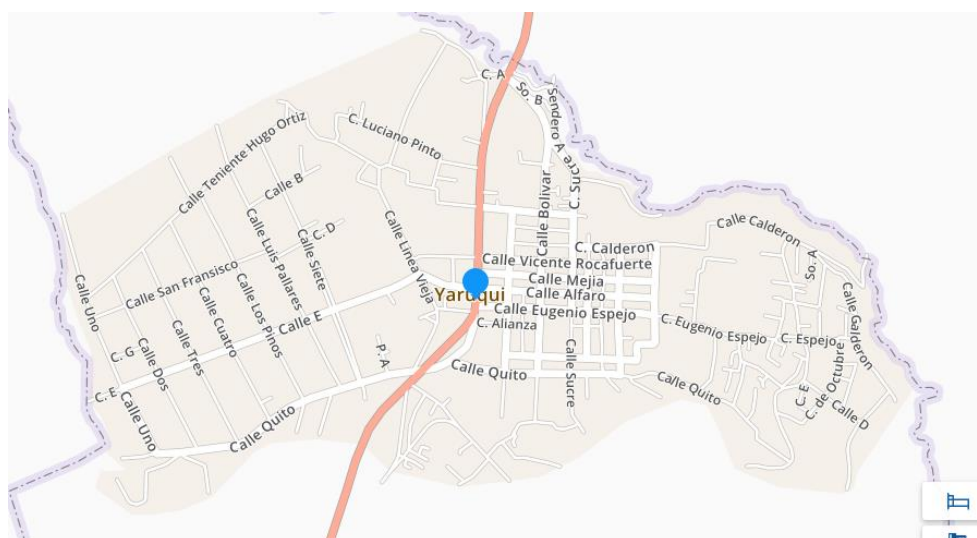 C. A
So. B
Sendero A
C. Sucre
Calle Teniente Hugo Ortiz
C. Luciano Pinto
Calle B
Calle Bolivar
Calle Calderon
C. D
C. Calderon
Calle Luis Pallares
Calle Siete
Calle Linea Vieja
Calle Vicente Rocafuerte
So. A
Calle San Fransisco
Calle Mejia
Calle Uno
Yaruqui
Calle Alfaro
Calle Galderon
Calle Cuatro
Calle Los Pinos
Calle E
Calle Eugenio Espejo
C. Alianza
C. Eugenio Espejo
C. Espejo
C. G
Calle Dos
Calle Tres
P. A
Calle Sucre
Calle Quito
Calle Quito
C. E
C. de Octubre
C. E
Calle Uno
Calle Quito
Calle D